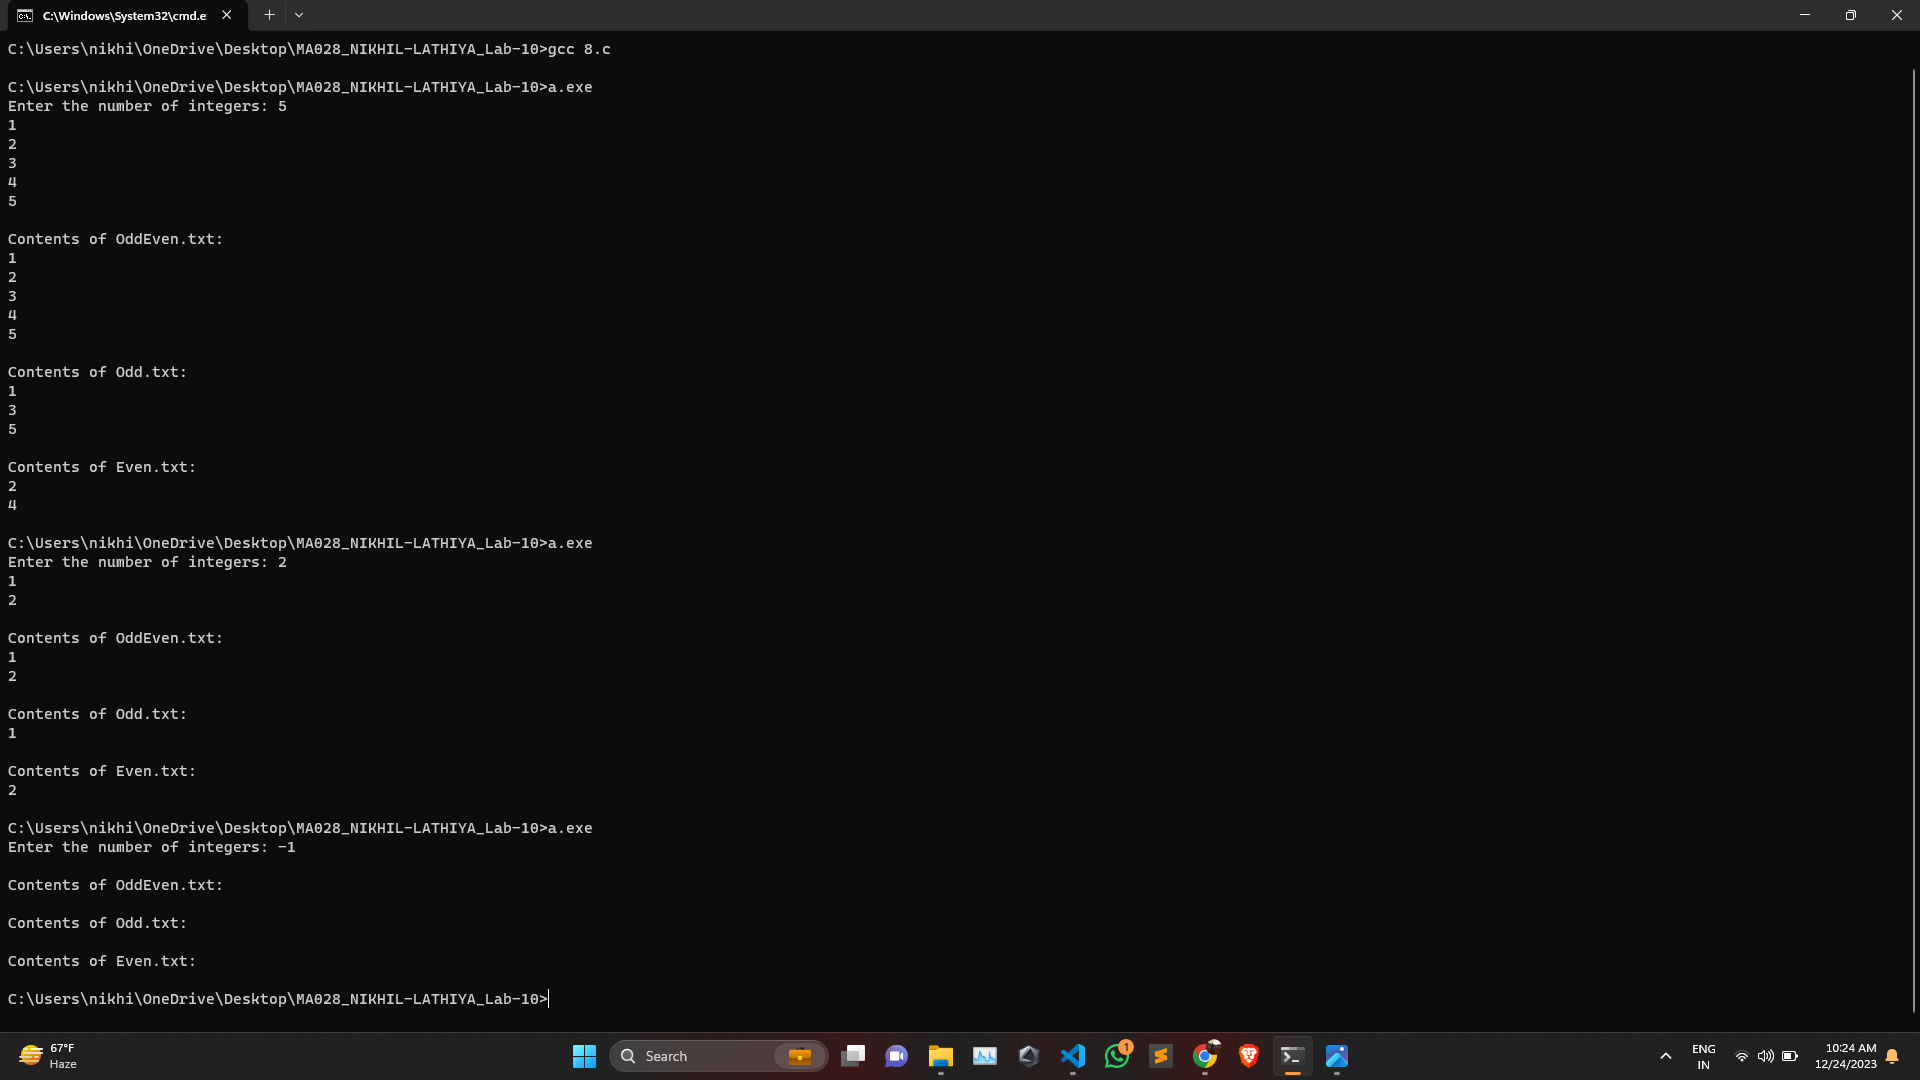 C:\Windows\System32\cmd.e
C:\Users\nikhi\OneDrive\Desktop\MA028_NIKHIL-LATHIYA_Lab-10>gcc 8.c
C:\Users\nikhi\OneDrive\Desktop\MA028_NIKHIL-LATHIYA_Lab-10>a.exe
Enter the number of integers: 5
1
2
3
4
5
Contents of OddEven.txt:
1
2
3
4
5
Contents of Odd.txt:
1
3
5
Contents of Even.txt:
2
4
C:\Users\nikhi\OneDrive\Desktop\MA028_NIKHIL-LATHIYA_Lab-10>a.exe
Enter the number of integers: 2
1
2
Contents of OddEven.txt:
1
2
Contents of Odd.txt:
1
Contents of Even.txt:
2
C:\Users\nikhi\OneDrive\Desktop\MA028_NIKHIL-LATHIYA_Lab-10>a.exe
Enter the number of integers: -1
Contents of OddEven.txt:
Contents of Odd.txt:
Contents of Even.txt:
C:\Users\nikhi\OneDrive\Desktop\MA028_NIKHIL-LATHIYA_Lab-10>
67°F
Haze
Search
1
ENG
IN
10:24 AM
12/24/2023